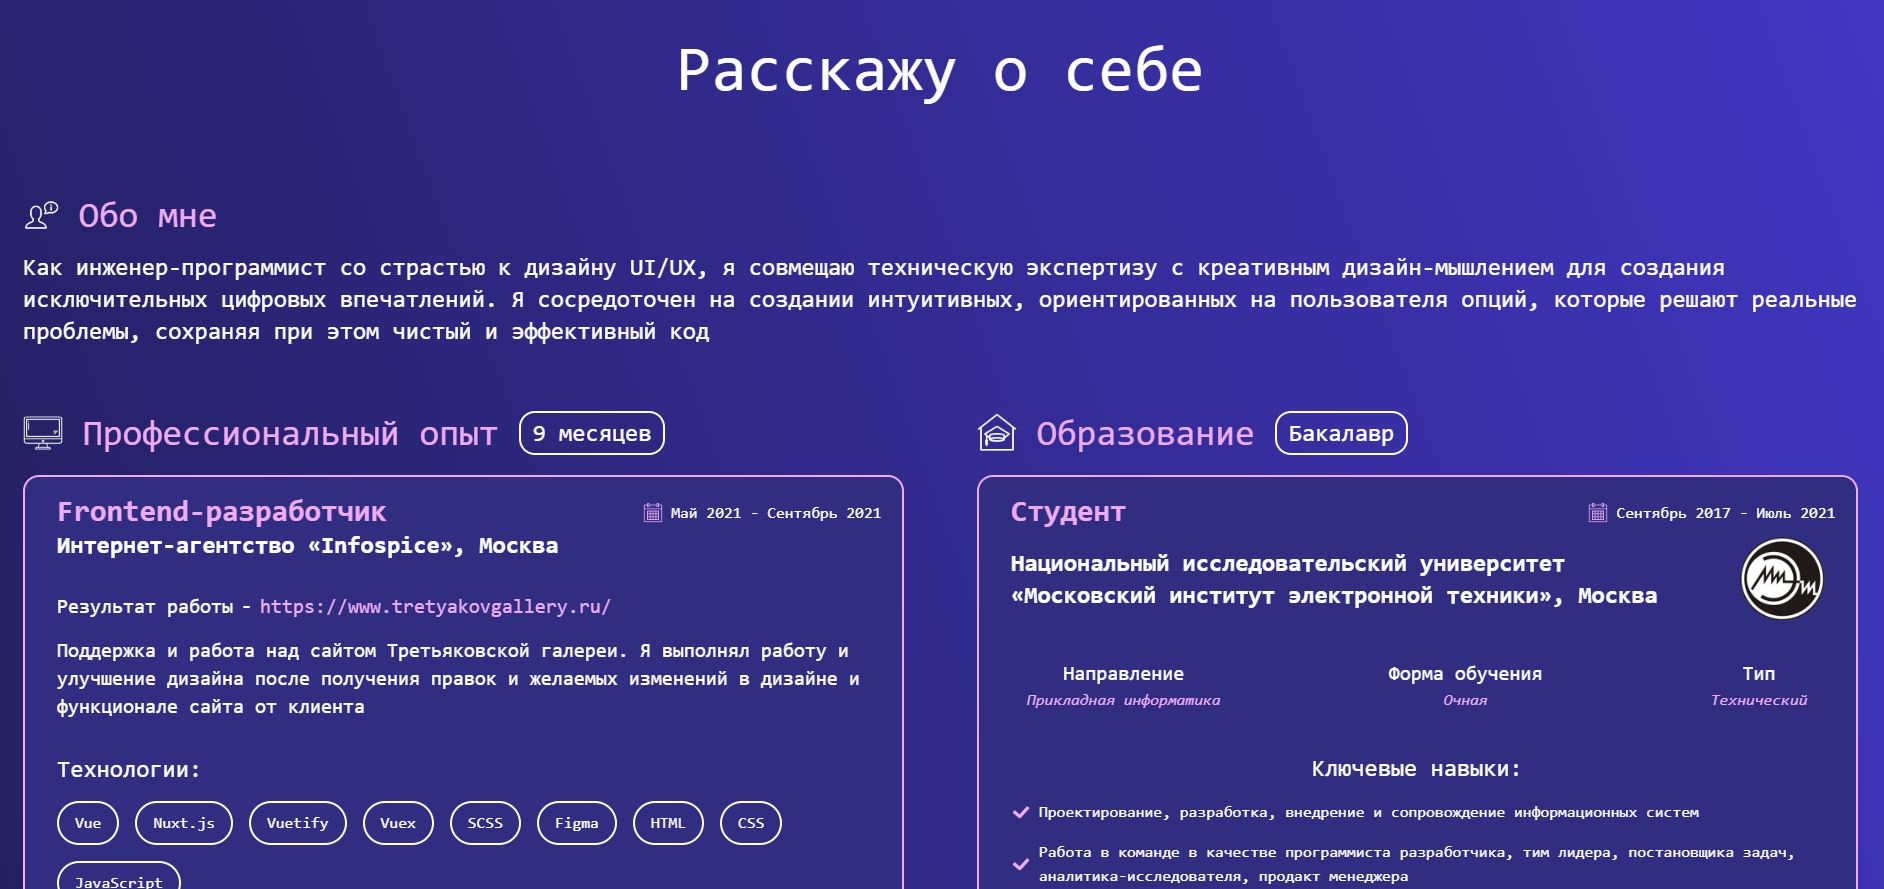 Расскажу о себе
Обо мне
Как инженер-программист со страстью к дизайну UI/UX, я совмещаю техническую экспертизу с креативным дизайн-мышлением для создания
исключительных цифровых впечатлений. Я сосредоточен на создании интуитивных, ориентированных на пользователя опций, которые решают реальные
проблемы, сохраняя при этом чистый и эффективный код
Профессиональный опыт
9 месяцев
Frontend-разработчик
Май 2021 - Сентябрь 2021
Интернет-агентство «Infospice», Москва
Результат работы - https://www.tretyakovgallery.ru/
Поддержка и работа над сайтом Третьяковской галереи. Я выполнял работу и
улучшение дизайна после получения правок и желаемых изменений в дизайне и
функционале сайта от клиента
Технологии:
Vue Nuxt.js Vuetify Vuex SCSS Figma HTML CSS
JavaScript
Образование
Бакалавр
Студент
Сентябрь 2017 - Июль 2021
Национальный исследовательский университет
«Московский институт электронной техники», Москва
Направление Форма обучения Тип
Прикладная информатика Очная Технический
Ключевые навыки:
Проектирование, разработка, внедрение и сопровождение информационных систем
Работа в команде в качестве программиста разработчика, тим лидера, постановщика задач,
аналитика-исследователя, продакт менеджера